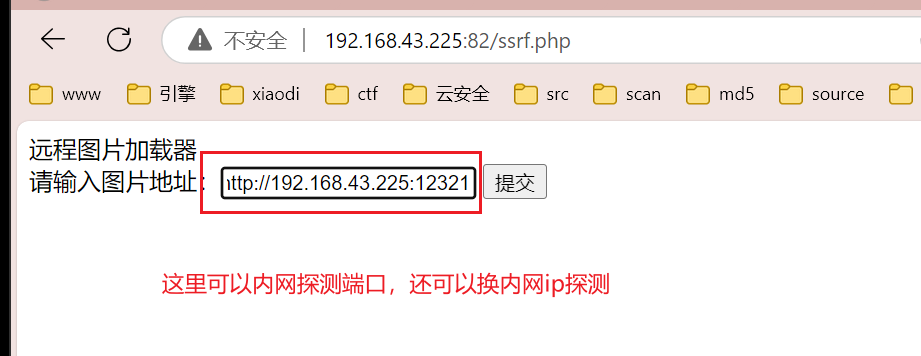 不安全 192.168.43.225:82/ssrf.php
www 引擎 xiaodi ctf 云安全 src scan md5 source
远程图片加载器
请输入图片地址: ttp://192.168.43.225:12321 提交
这里可以内网探测端口，还可以换内网ip探测